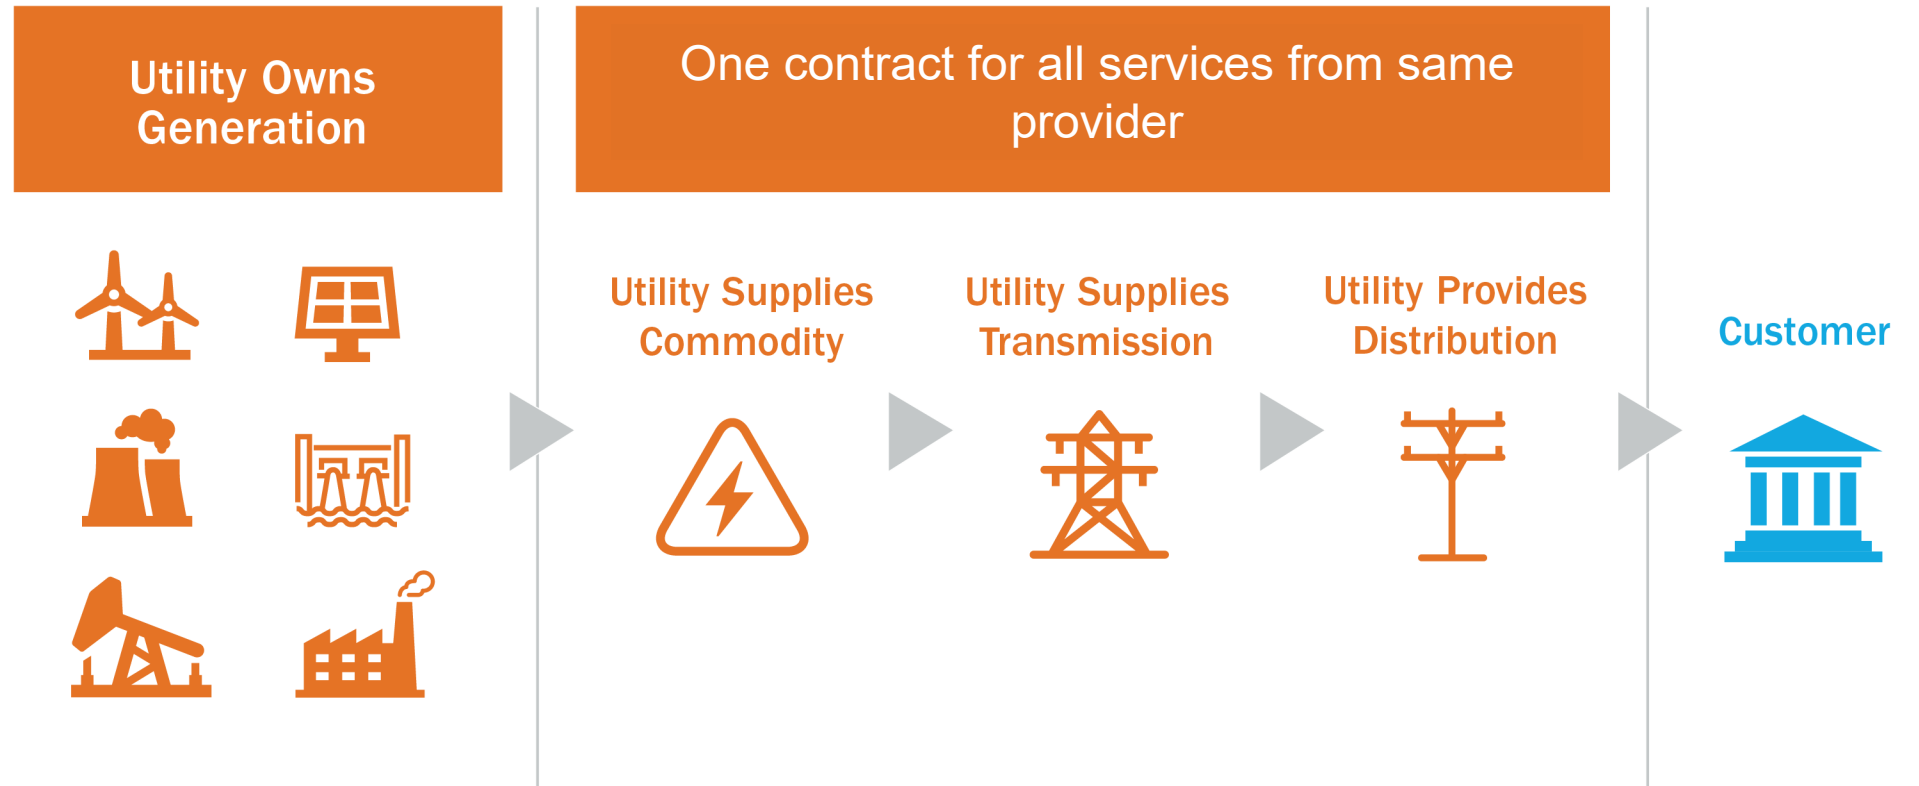 Utility Owns
Generation
One contract for all services from same
provider
Utility Supplies
Commodity
Utility Supplies
Transmission
Utility Provides
Distribution
Customer